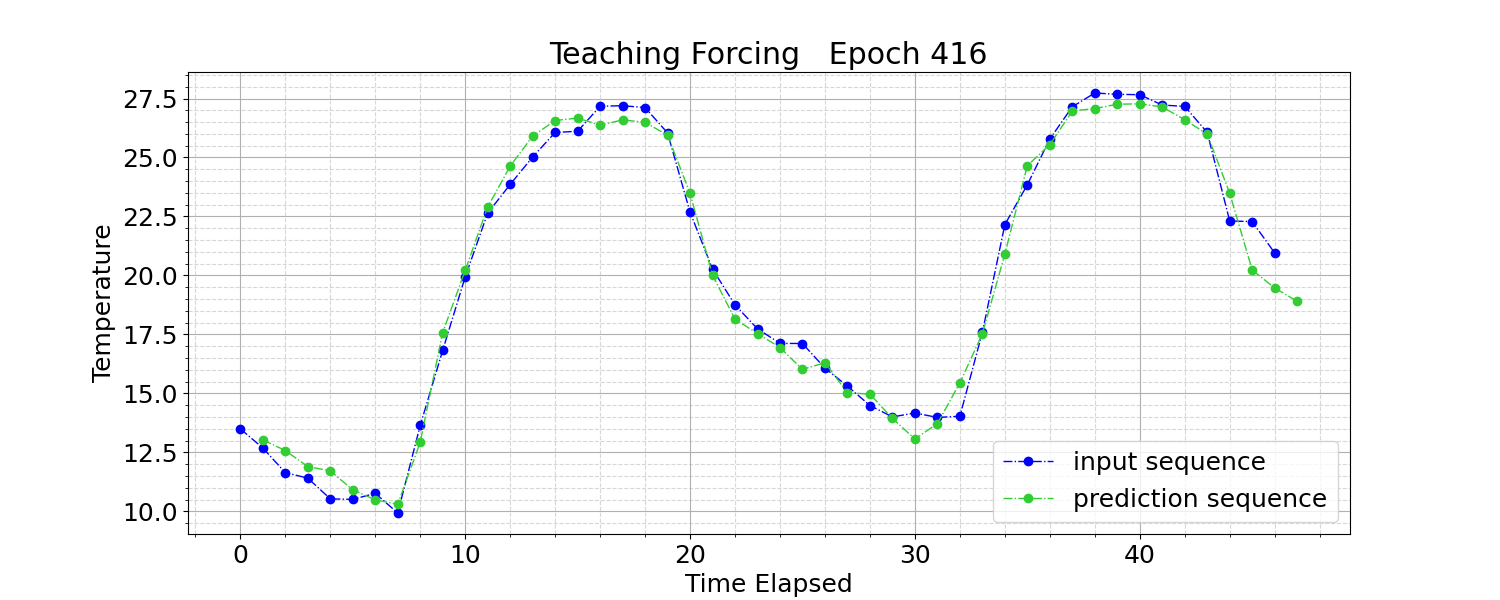 Teaching Forcing   Epoch 416
27.5
25.0
22.5
20.0
17.5
15.0
12.5
10.0
Temperature
input sequence
prediction sequence
0 10 20 30 40
Time Elapsed